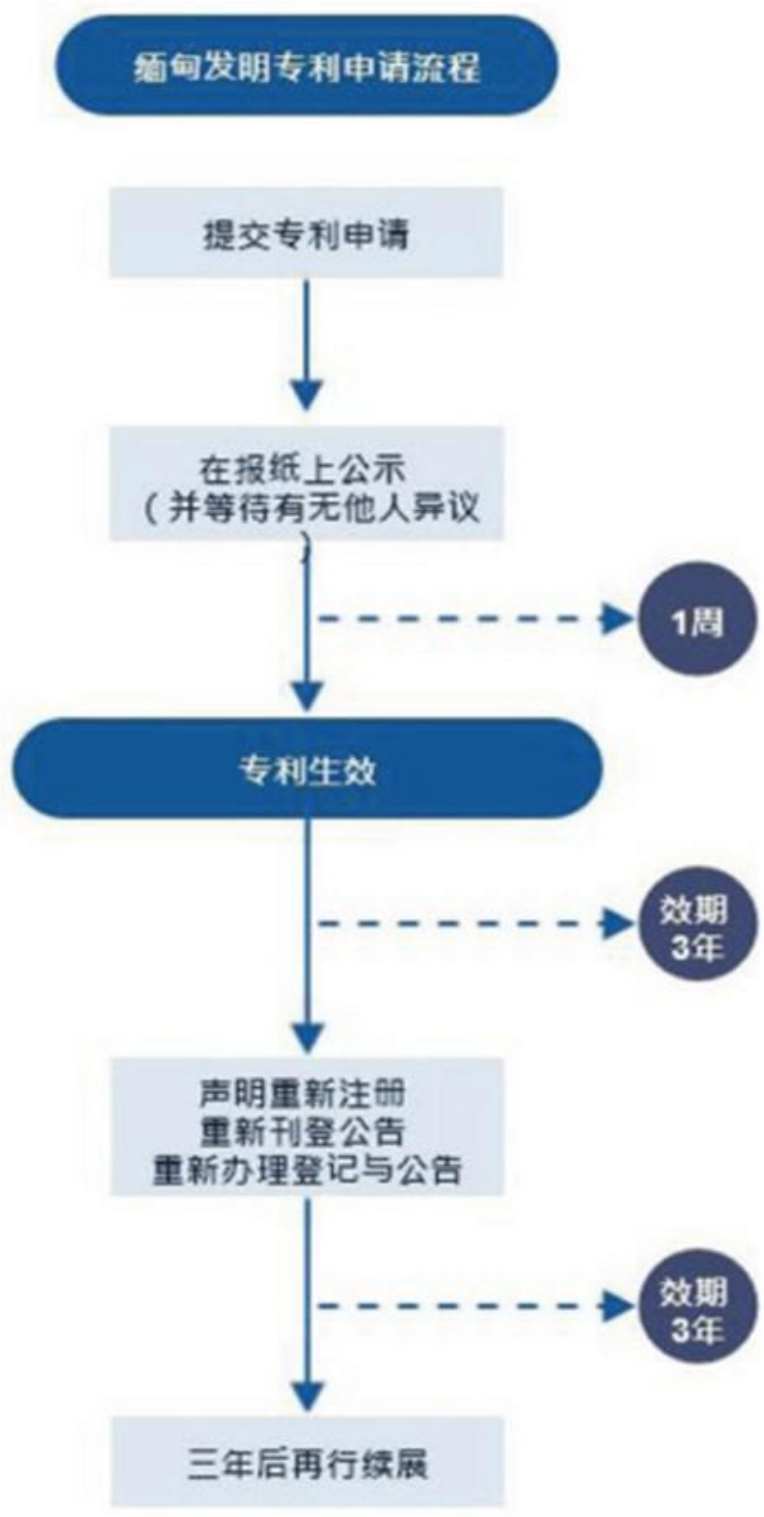 缅甸发明专利申请流程
提交专利申请
在报纸上公示
（并等待有无他人异议
）
1周
专利生效
效期
3年
声明重新注册
重新刊登公告
重新办理登记与公告
效期
3年
三年后再行续展